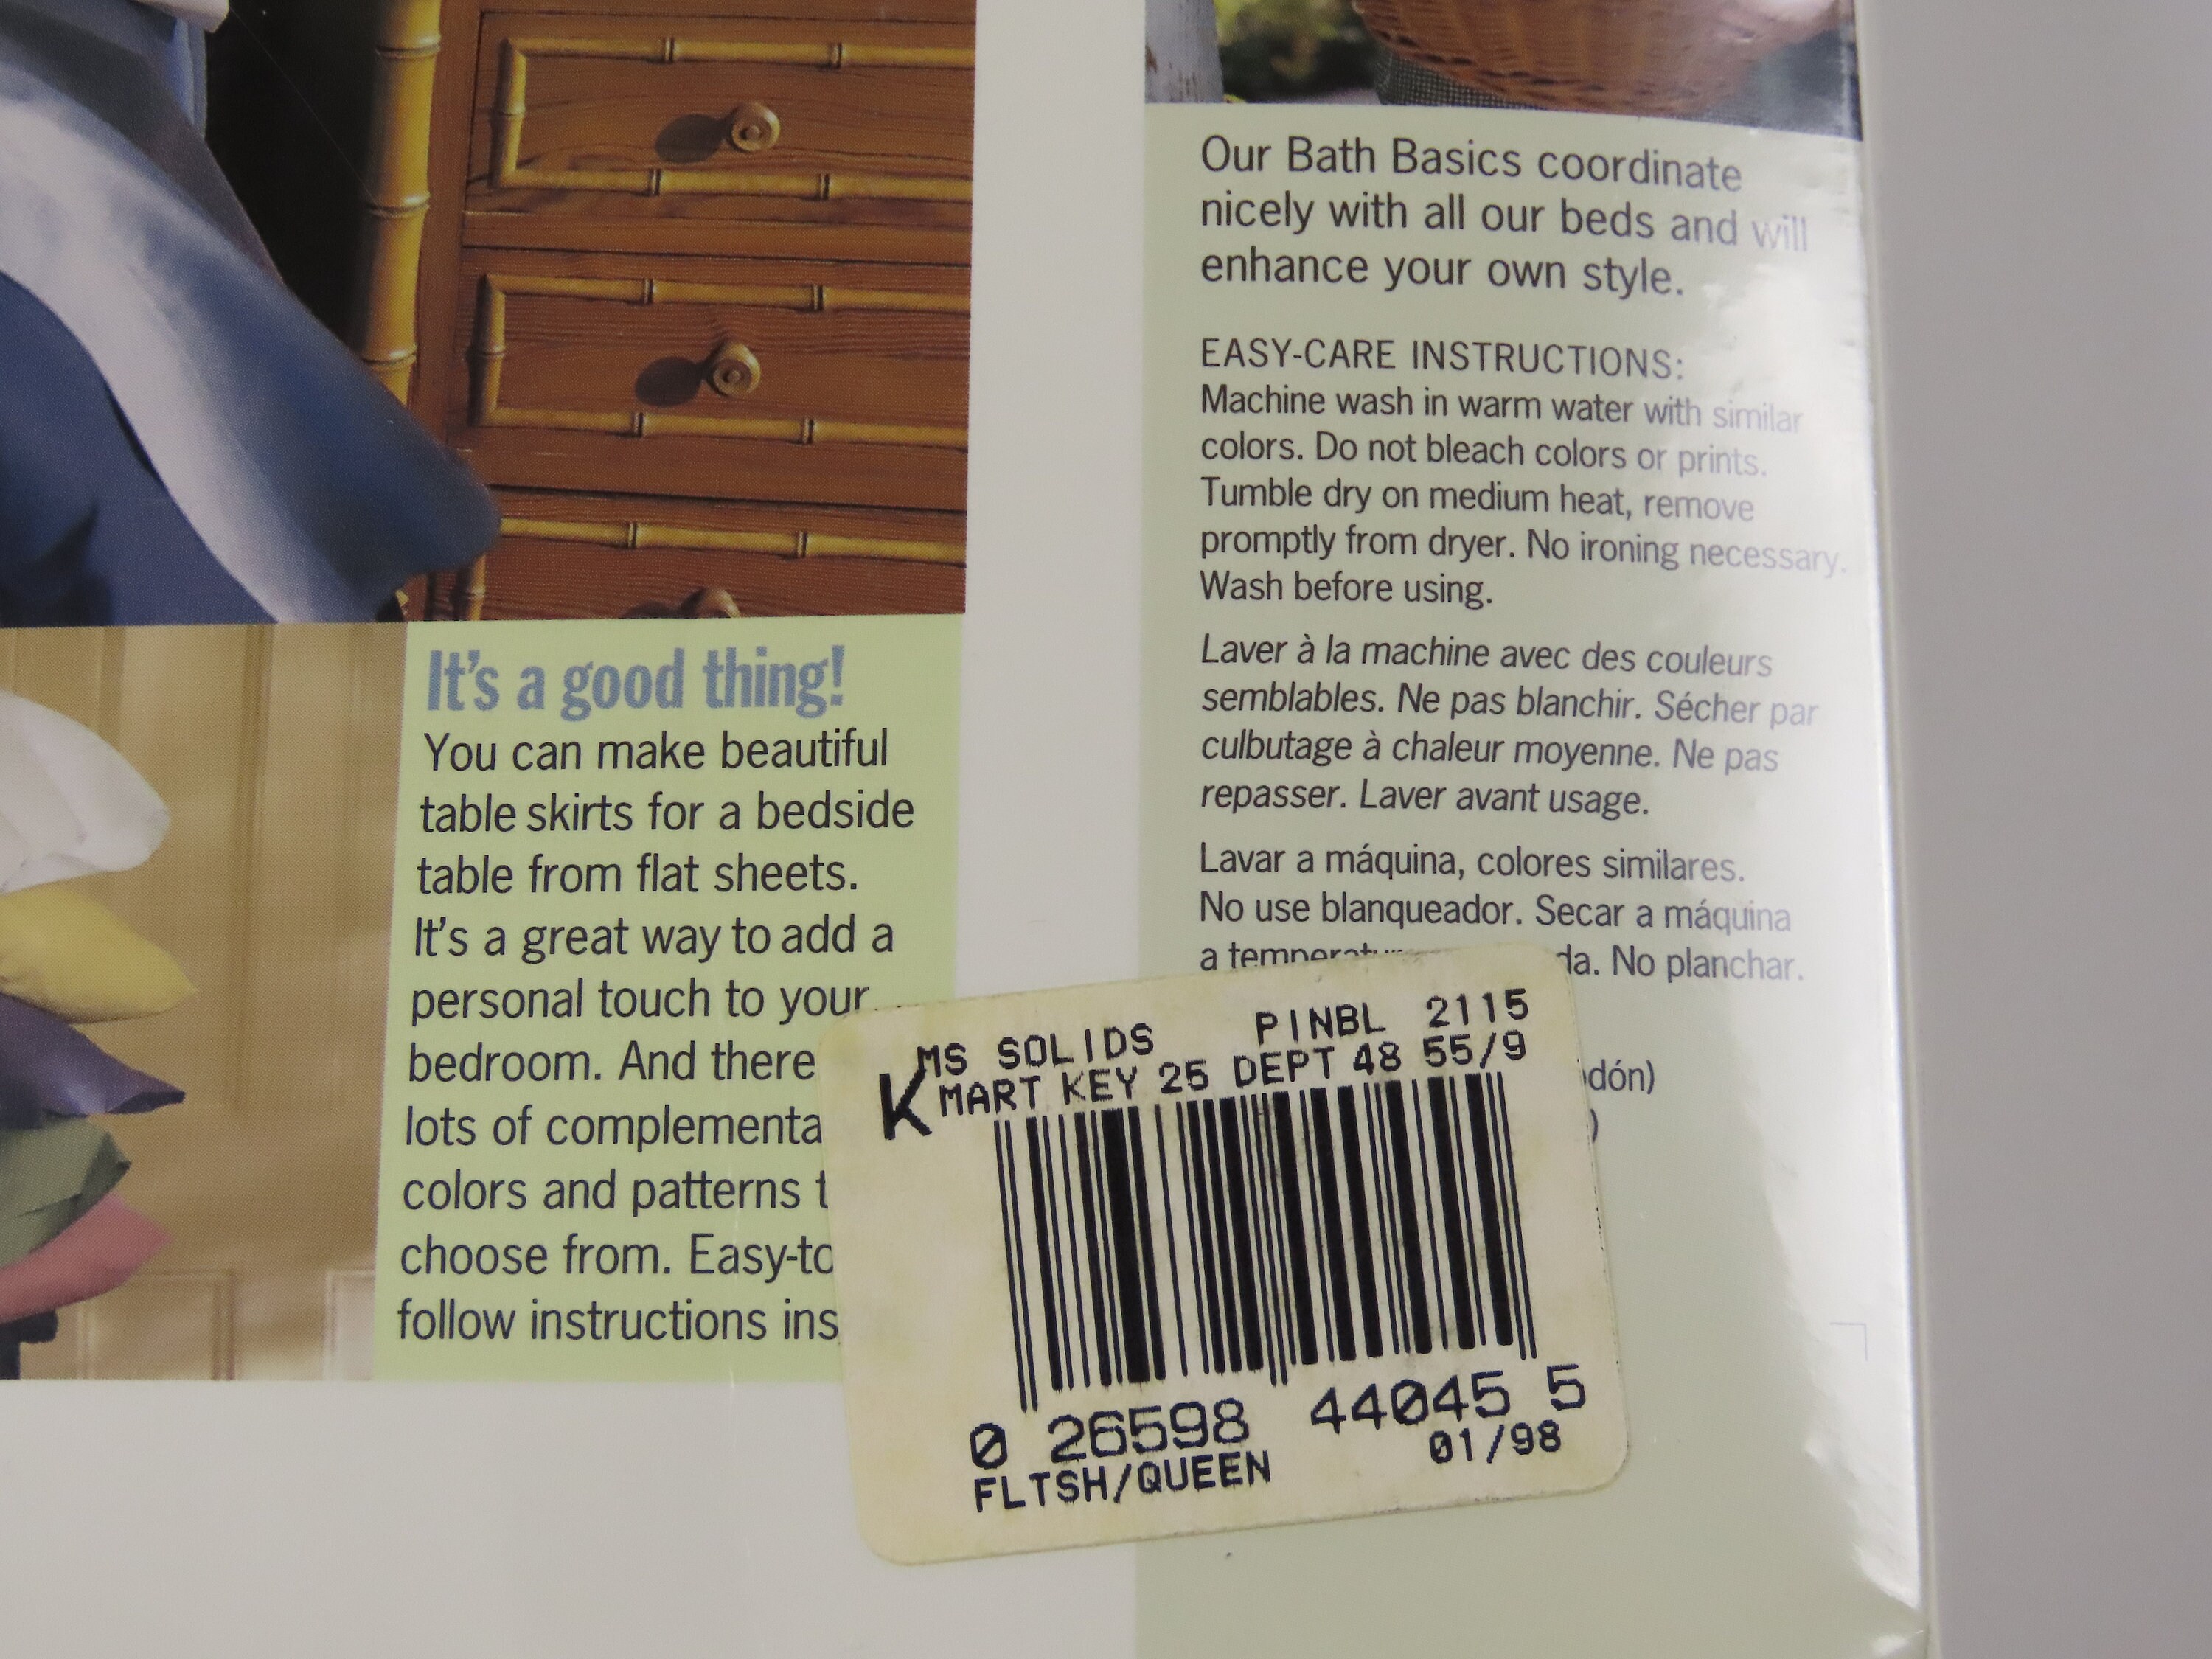 It's a good thing!
You can make beautiful
table skirts for a bedside
table from flat sheets.
It's a great way to add a
personal touch to your
bedroom. And there
lots of
colors and patterns
choose from.
follow instructions
Our Bath Basics coordinate
nicely with all our beds and will
enhance your own style.
EASY-CARE INSTRUCTIONS:
Machine wash in warm water with similar
colors. Do not bleach colors or prints.
Tumble dry on medium heat, remove
promptly from dryer. No ironing necessary.
Wash before using.
Laver à la machine avec des couleurs
semblables. Ne pas blanchir. Sécher par
culbutage à chaleur moyenne. Ne pas
repasser. Laver avant usage.
Lavar a máquina, colores similares.
No use blanqueador. Secar a máquina
a No planchar.
MS SOLIDS PINBL 2115
KMART KEY 25 DEPT 48 55/9
0 26598 44045 5
FLTSH/QUEEN 01/98